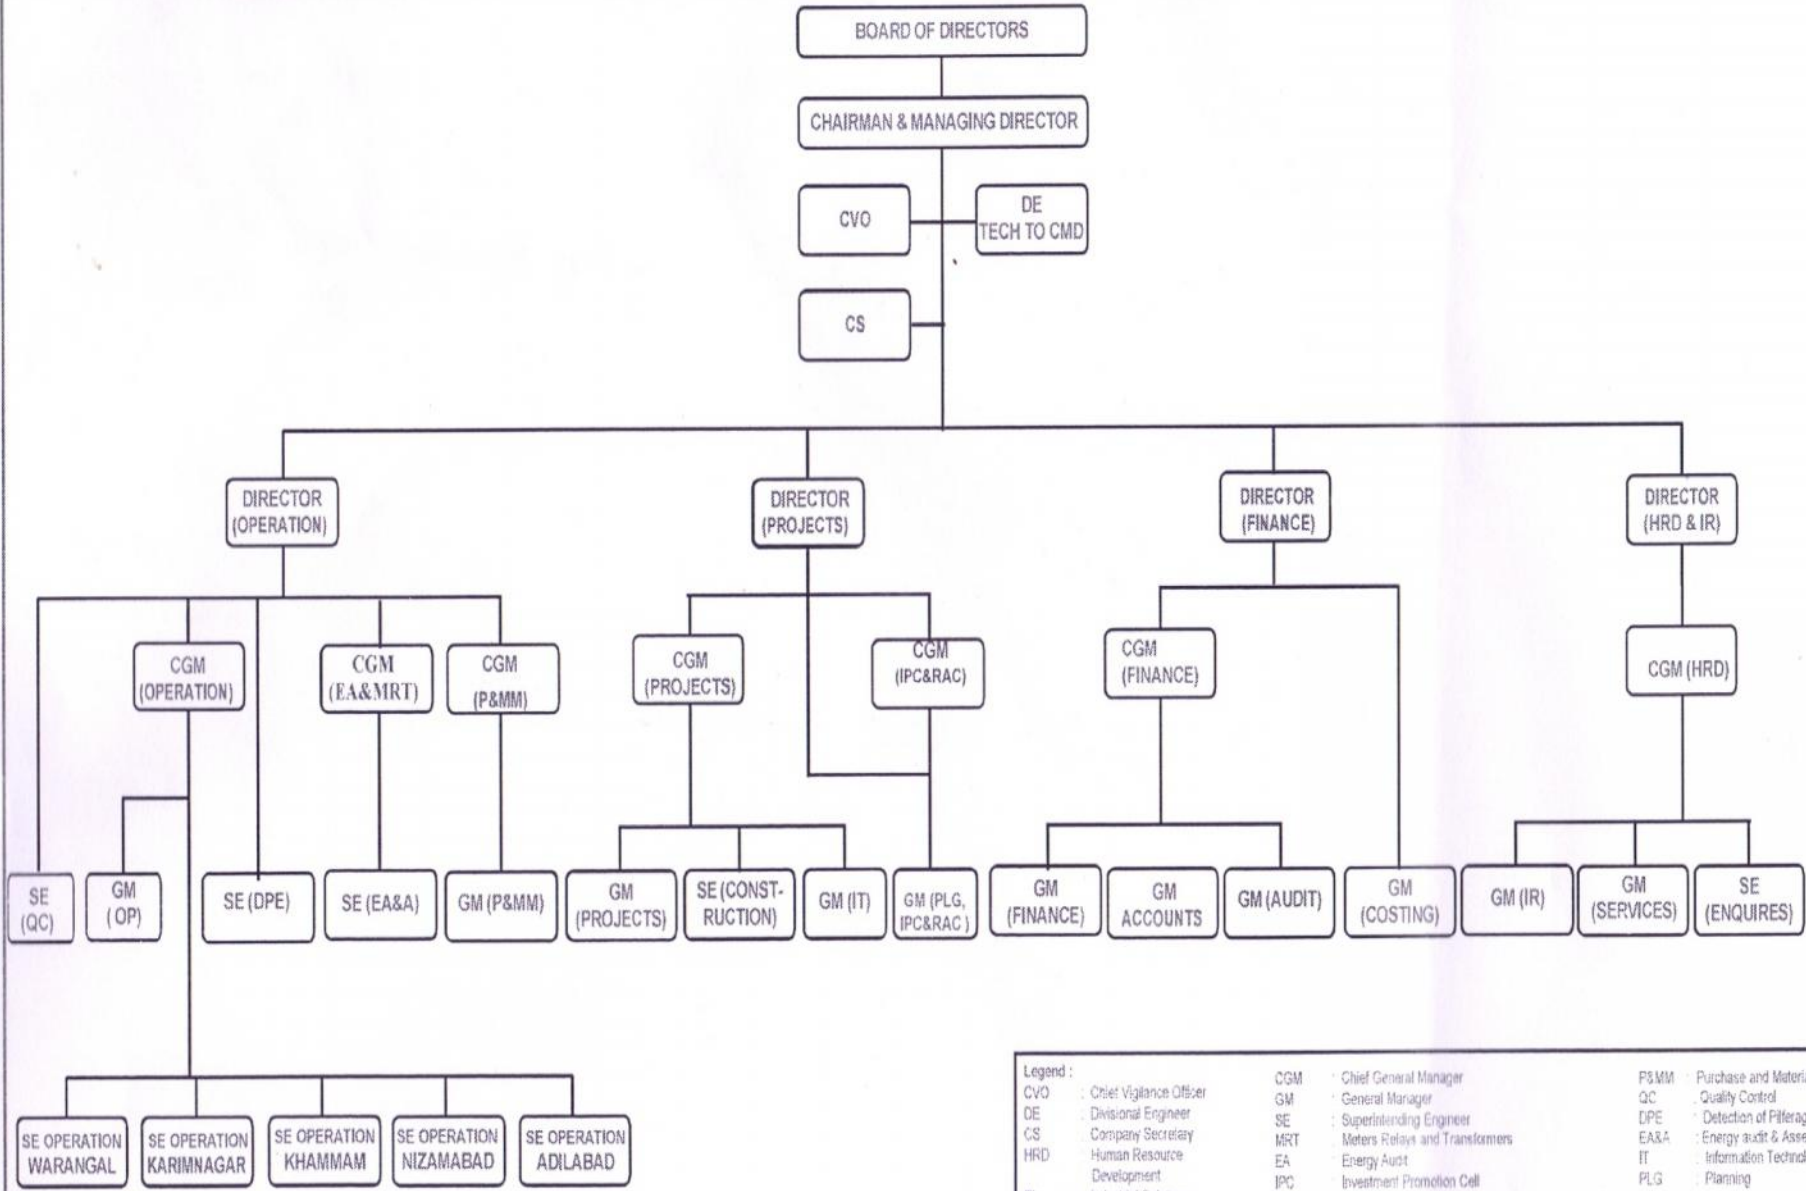 BOARD OF DIRECTORS
CHAIRMAN & MANAGING DIRECTOR
CVO
DE
TECH TO CMD
CS
DIRECTOR
(OPERATION)
DIRECTOR
(PROJECTS)
DIRECTOR
(FINANCE)
DIRECTOR
(HRD & IR)
CGM
(OPERATION)
CGM
(EA&MRT)
CGM
(P&MM)
CGM
(PROJECTS)
CGM
(IPC&RAC)
CGM
(FINANCE)
CGM (HRD)
SE
(QC)
GM
(OP)
SE (DPE)
SE (EA&A)
GM (P&MM)
GM
(PROJECTS)
SE (CONST-
RUCTION)
GM (IT)
GM (PLG,
IPC&RAC )
GM
(FINANCE)
GM
ACCOUNTS
GM (AUDIT)
GM
(COSTING)
GM (IR)
GM
(SERVICES)
SE
(ENQUIRES)
SE OPERATION
WARANGAL
SE OPERATION
KARIMNAGAR
SE OPERATION
KHAMMAM
SE OPERATION
NIZAMABAD
SE OPERATION
ADILABAD
Legend :
CVO : Chief Vigilance Officer
DE : Divisional Engineer
CS : Company Secretary
HRD : Human Resource
Development
CGM : Chief General Manager
GM : General Manager
SE : Superintending Engineer
MRT : Meters Relays and Transformers
EA : Energy Audit
IPC : Investment Promotion Cell
P&MM : Purchase and
QC : Quality Control
DPE : Detection of
EA&A : Energy audit &
IT : Information
PLG : Planning